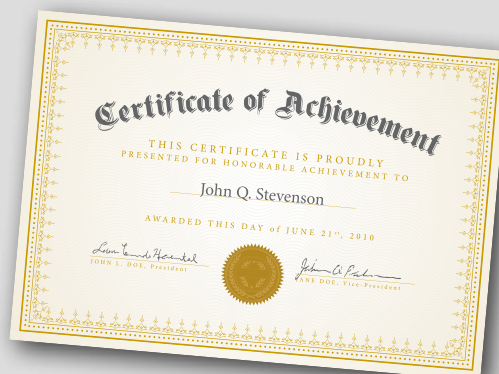 Certificate of Achievement
THIS CERTIFICATE IS PROUDLY
PRESENTED FOR HONORABLE ACHIEVEMENT TO
John Q. Stevenson
AWARDED THIS DAY of JUNE 21ˢᵗ, 2010
JOHN L. DOE, President
JANE DOE, Vice-President